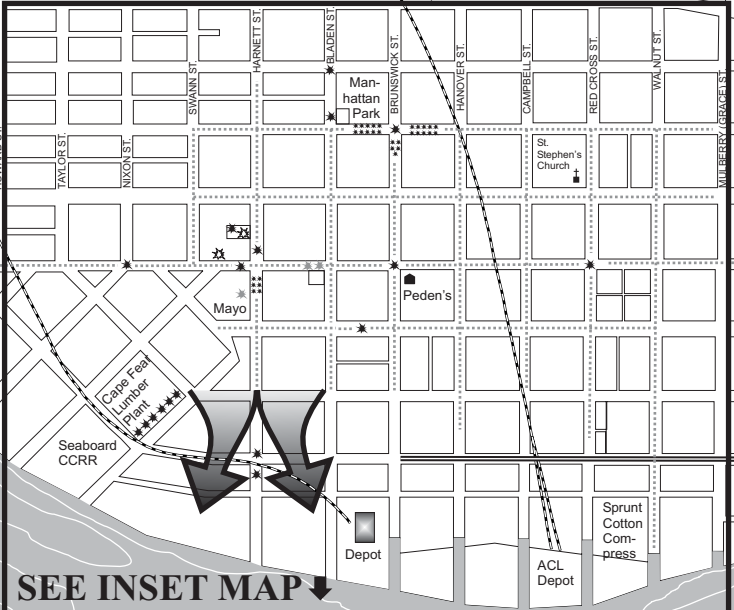 HARNETT ST.
BLADEN ST.
BRUNSWICK ST.
HANOVER ST.
CAMPBELL ST.
RED CROSS ST.
WALNUT ST.
MULBERRY (GRACE) ST.
SWANN ST.
TAYLOR ST.
NIXON ST.
Man-
hattan
Park
St.
Stephen's
Church
Mayo
Peden's
Cape Fear
Lumber
Plant
Seaboard
CCRR
Depot
ACL
Depot
Sprunt
Cotton
Com-
press
SEE INSET MAP